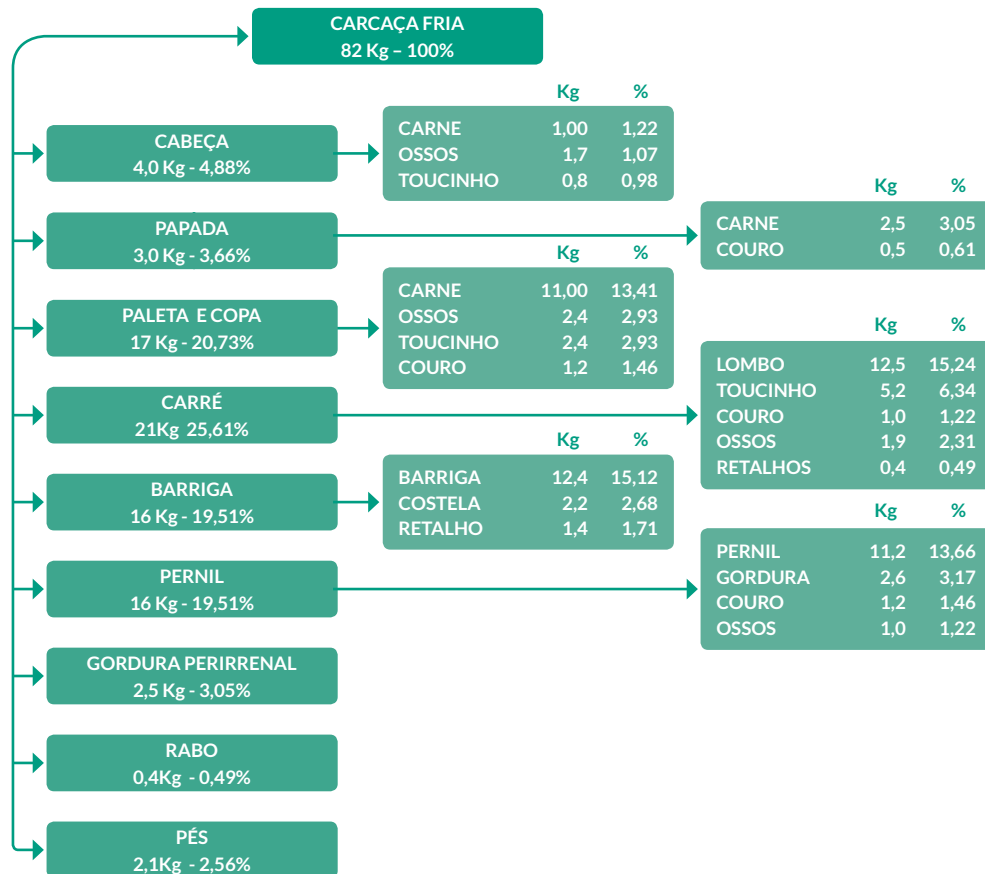 CARCAÇA FRIA
82 Kg – 100%
CABEÇA
4,0 Kg - 4,88%
Kg %
CARNE 1,00 1,22
OSSOS 1,7 1,07
TOUCINHO 0,8 0,98
PAPADA
3,0 Kg - 3,66%
Kg %
CARNE 2,5 3,05
COURO 0,5 0,61
PALETA E COPA
17 Kg - 20,73%
Kg %
CARNE 11,00 13,41
OSSOS 2,4 2,93
TOUCINHO 2,4 2,93
COURO 1,2 1,46
CARRÉ
21Kg 25,61%
Kg %
LOMBO 12,5 15,24
TOUCINHO 5,2 6,34
COURO 1,0 1,22
OSSOS 1,9 2,31
RETALHOS 0,4 0,49
BARRIGA
16 Kg - 19,51%
Kg %
BARRIGA 12,4 15,12
COSTELA 2,2 2,68
RETALHO 1,4 1,71
PERNIL
16 Kg - 19,51%
Kg %
PERNIL 11,2 13,66
GORDURA 2,6 3,17
COURO 1,2 1,46
OSSOS 1,0 1,22
GORDURA PERIRRENAL
2,5 Kg - 3,05%
RABO
0,4Kg - 0,49%
PÉS
2,1Kg - 2,56%